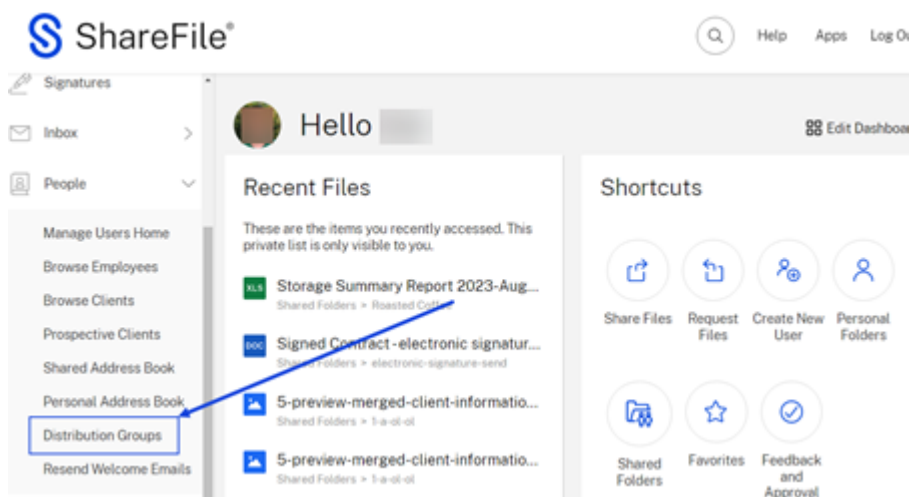 ShareFile®
Help Apps Log Ou
Signatures
Inbox
People
Manage Users Home
Browse Employees
Browse Clients
Prospective Clients
Shared Address Book
Personal Address Book
Distribution Groups
Resend Welcome Emails
Hello
Edit Dashboar
Recent Files
These are the items you recently accessed. This
private list is only visible to you.
XLS
Storage Summary Report 2023-Aug...
Shared Folders > Roasted Coffee
DOC
Signed Contract - electronic signatur...
Shared Folders > electronic-signature-send
5-preview-merged-client-informatio...
Shared Folders > 1-a-ol-ol
5-preview-merged-client-informatio...
Shared Folders > 1-a-ol-ol
Shortcuts
Share Files
Request
Files
Create New
User
Personal
Folders
Shared
Folders
Favorites
Feedback
and
Approval